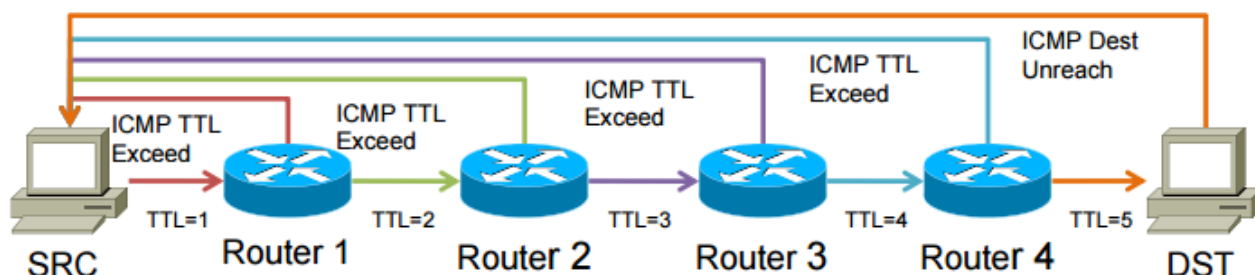 ICMP Dest
Unreach
ICMP TTL
Exceed
ICMP TTL
Exceed
ICMP TTL
Exceed
ICMP TTL
Exceed
TTL=1
TTL=2
TTL=3
TTL=4
TTL=5
SRC
Router 1
Router 2
Router 3
Router 4
DST